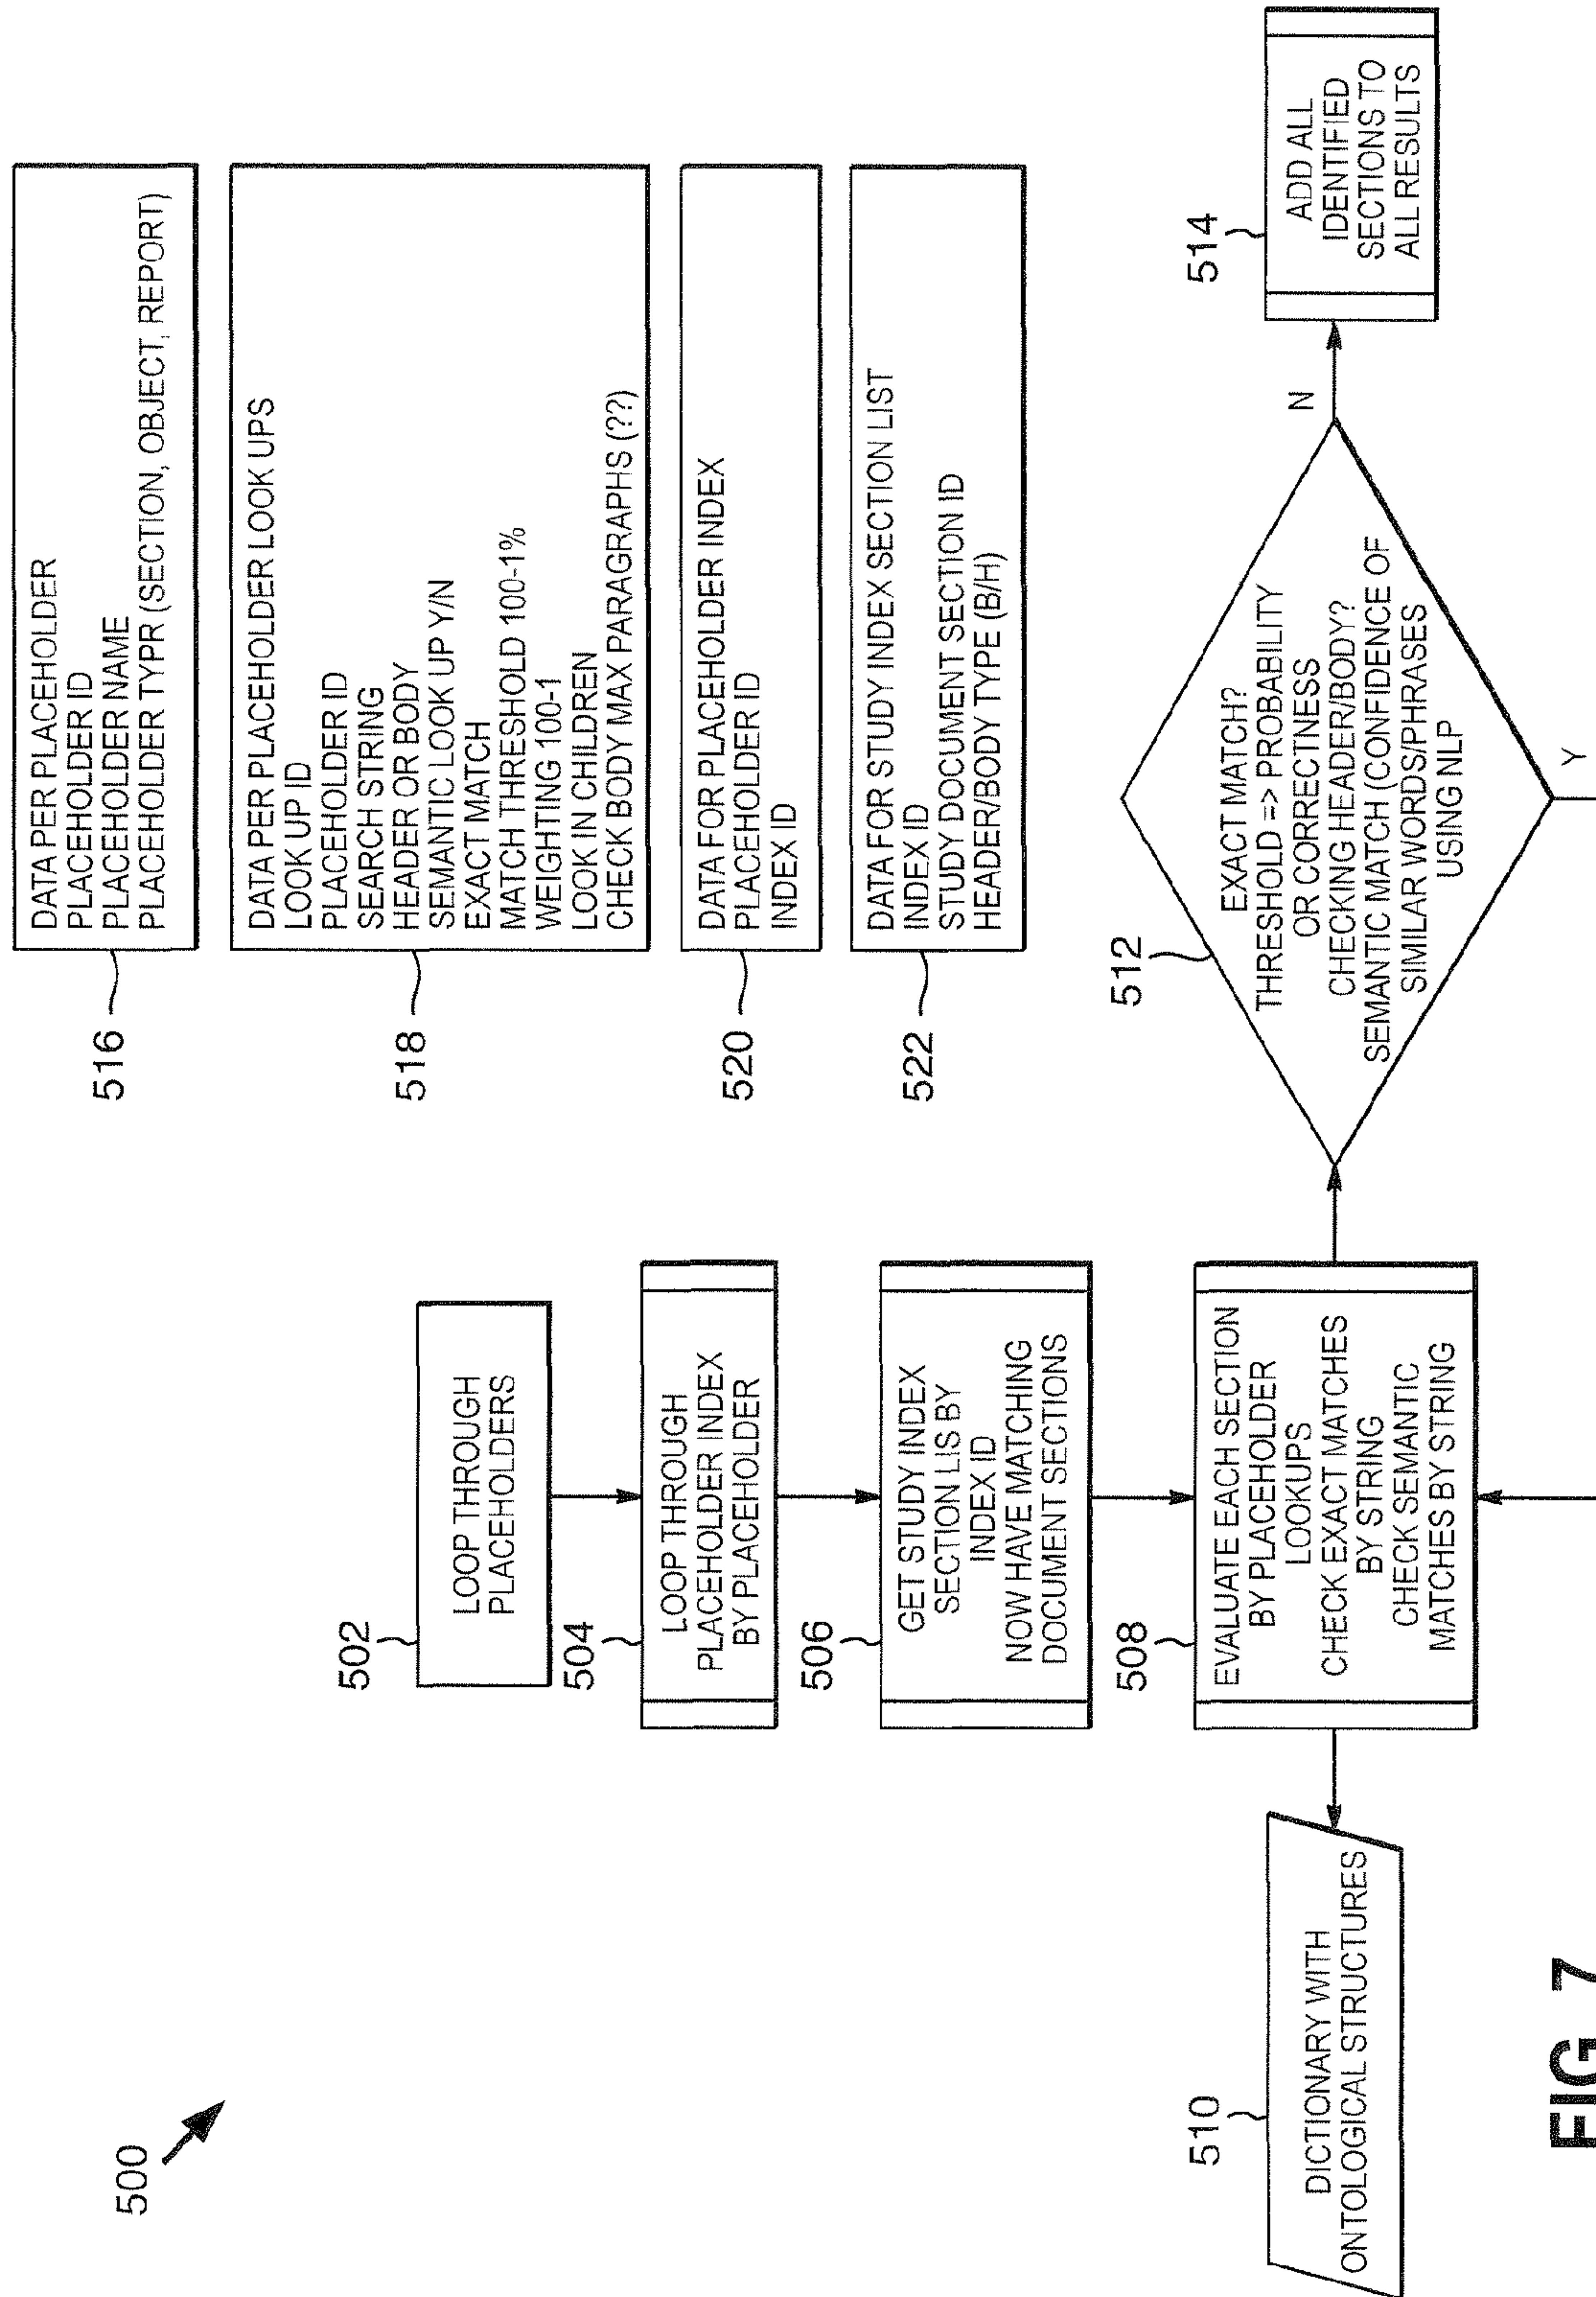 500
516
DATA PER PLACEHOLDER
PLACEHOLDER ID
PLACEHOLDER NAME
PLACEHOLDER TYPR (SECTION, OBJECT, REPORT)
518
DATA PER PLACEHOLDER LOOK UPS
LOOK UP ID
PLACEHOLDER ID
SEARCH STRING
HEADER OR BODY
SEMANTIC LOOK UP Y/N
EXACT MATCH
MATCH THRESHOLD 100-1%
WEIGHTING 100-1
LOOK IN CHILDREN
CHECK BODY MAX PARAGRAPHS (??)
520
DATA FOR PLACEHOLDER INDEX
PLACEHOLDER ID
INDEX ID
522
DATA FOR STUDY INDEX SECTION LIST
INDEX ID
STUDY DOCUMENT SECTION ID
HEADER/BODY TYPE (B/H)
502
LOOP THROUGH
PLACEHOLDERS
504
LOOP THROUGH
PLACEHOLDER INDEX
BY PLACEHOLDER
506
GET STUDY INDEX
SECTION LIS BY
INDEX ID
NOW HAVE MATCHING
DOCUMENT SECTIONS
508
EVALUATE EACH SECTION
BY PLACEHOLDER
LOOKUPS
CHECK EXACT MATCHES
BY STRING
CHECK SEMANTIC
MATCHES BY STRING
510
DICTIONARY WITH
ONTOLOGICAL STRUCTURES
512
EXACT MATCH?
THRESHOLD => PROBABILITY
OR CORRECTNESS
CHECKING HEADER/BODY?
SEMANTIC MATCH (CONFIDENCE OF
SIMILAR WORDS/PHRASES
USING NLP
N
Y
514
ADD ALL
IDENTIFIED
SECTIONS TO
ALL RESULTS
FIG. 7